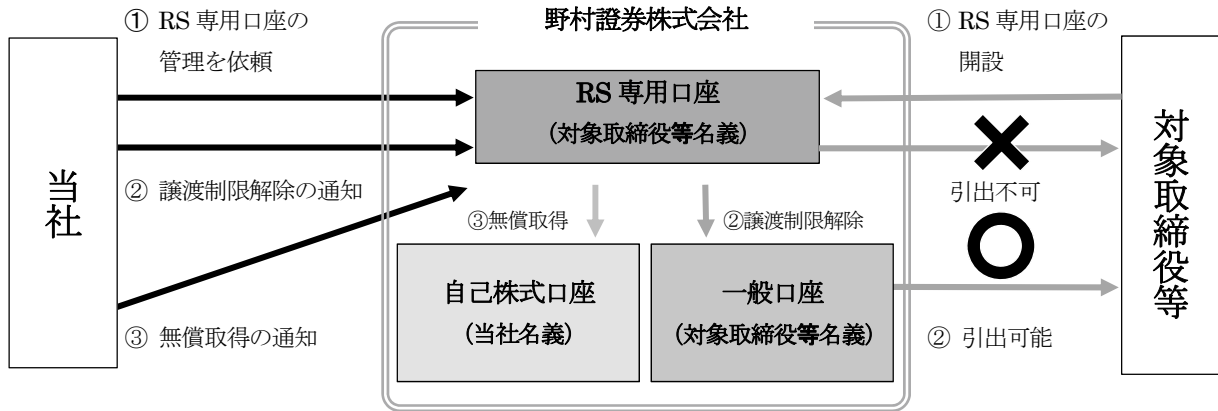 野村證券株式会社
① RS 専用口座の
管理を依頼
① RS 専用口座の
開設
RS 専用口座
(対象取締役等名義)
当社
対象取締役等
② 譲渡制限解除の通知
引出不可
③無償取得
②譲渡制限解除
自己株式口座
(当社名義)
一般口座
(対象取締役等名義)
③ 無償取得の通知
② 引出可能